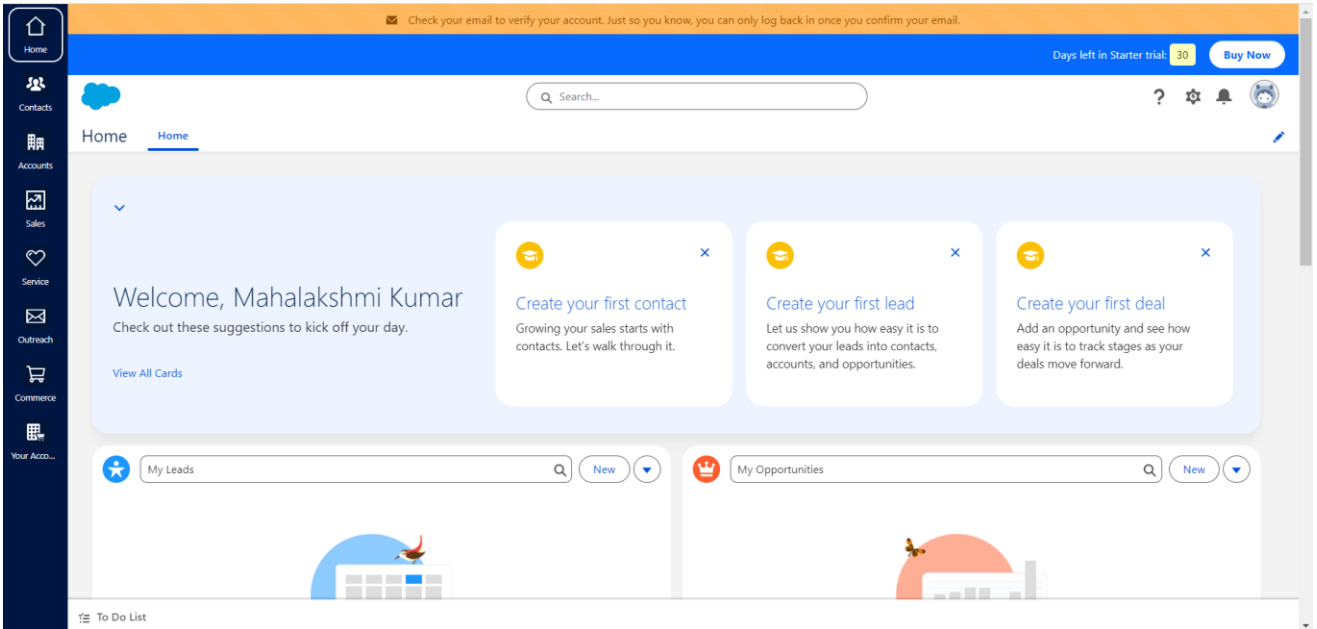 Check your email to verify your account. Just so you know, you can only log back in once you confirm your email.
Days left in Starter trial: 30 Buy Now
Home
Contacts
Accounts
Sales
Service
Outreach
Commerce
Your Acco...
Search...
Home Home
Welcome, Mahalakshmi Kumar
Check out these suggestions to kick off your day.
View All Cards
Create your first contact
Growing your sales starts with
contacts. Let's walk through it.
Create your first lead
Let us show you how easy it is to
convert your leads into contacts,
accounts, and opportunities.
Create your first deal
Add an opportunity and see how
easy it is to track stages as your
deals move forward.
My Leads New
My Opportunities New
To Do List